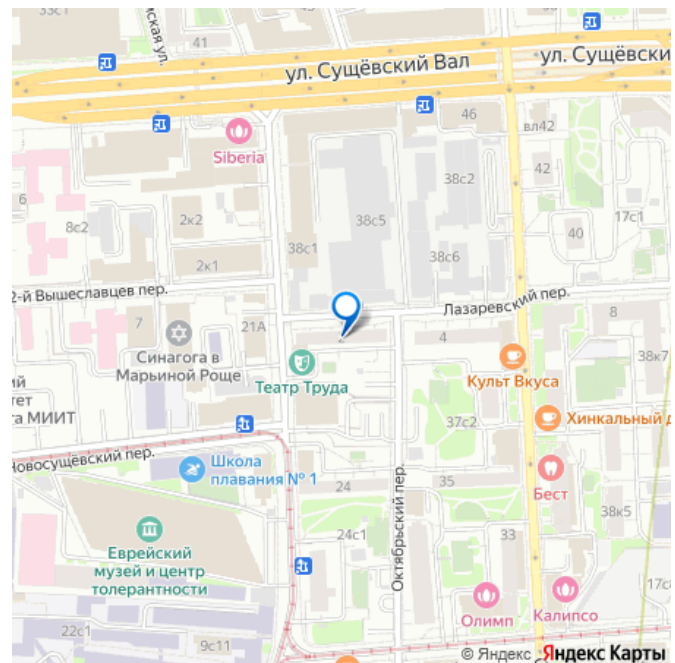 41
43
ул. Сущёвский Вал
ул. Сущёвски
46
вл42
Siberia
38с2
42
17с1
6
8с2
2к2
38с5
40
38с1
38с6
2к1
2-й Вышеславцев пер.
Лазаревский пер.
7
21А
4
8
Синагога в
Марьиной Роще
38к7
Театр Труда
Культ Вкуса
ий
тет
та МИИТ
37с2
Хинкальный д
Новосущёвский пер.
Школа
плавания № 1
24
35
Бест
Октябрьский пер.
24с1
33
38к5
Еврейский
музей и центр
толерантности
Олимп
Калипсо
17с
22с1
9с11
© Яндекс Яндекс Карты